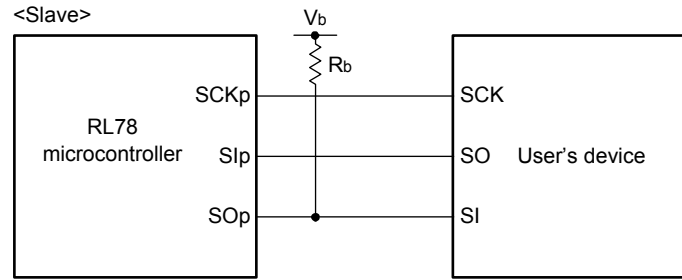 <Slave>
Vb
Rb
SCKp
SCK
RL78
microcontroller
SIp
SO
User's device
SOp
SI